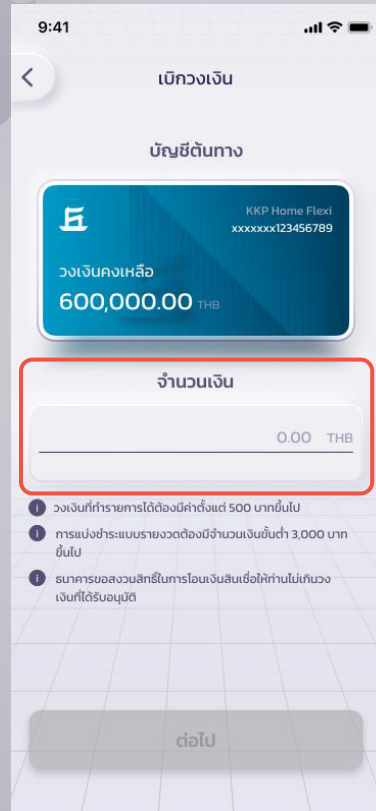 9:41
เบิกวงเงิน
บัญชีต้นทาง
KKP Home Flexi
xxxxxxx123456789
วงเงินคงเหลือ
600,000.00 THB
จำนวนเงิน
0.00 THB
วงเงินที่ทำรายการได้ต้องมีค่าตั้งแต่ 500 บาทขึ้นไป
การแบ่งชำระแบบรายงวดต้องมีจำนวนเงินขั้นต่ำ 3,000 บาท
ขึ้นไป
ธนาคารขอสงวนสิทธิ์ในการโอนเงินสินเชื่อให้ท่านไม่เกินวง
เงินที่ได้รับอนุมัติ
ต่อไป